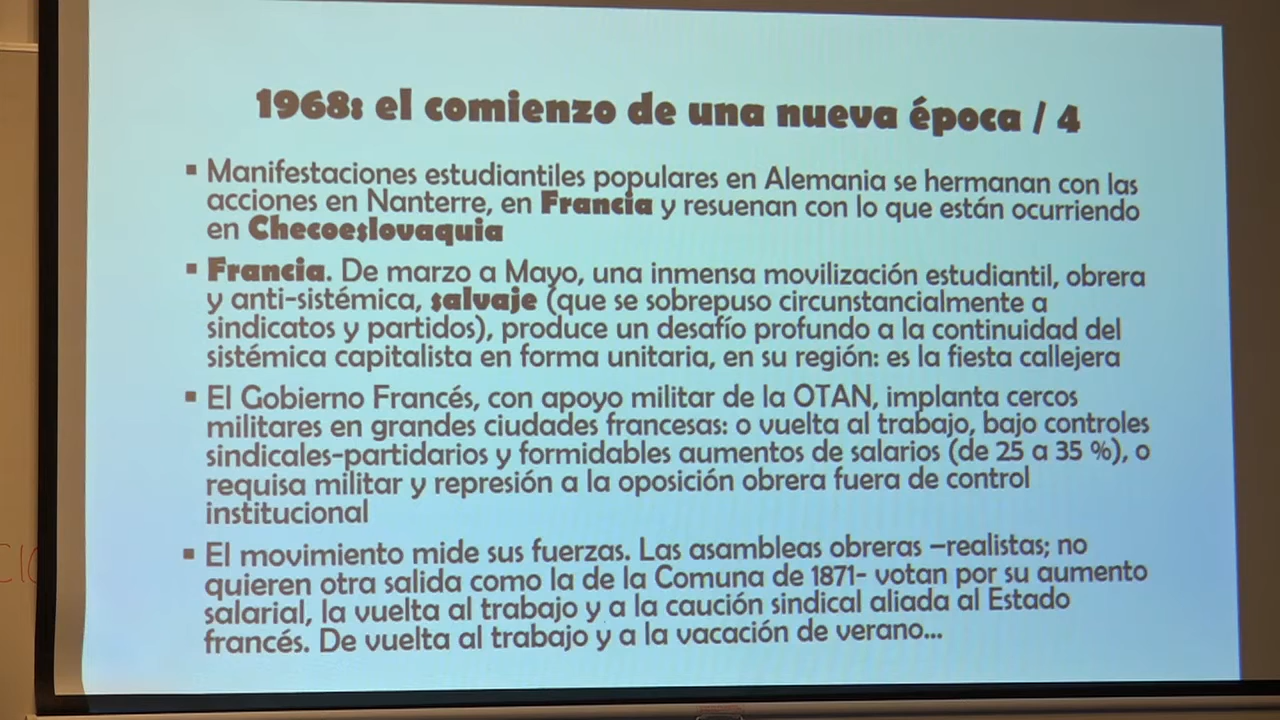 1968: el comienzo de una nueva época / 4
▪ Manifestaciones estudiantiles populares en Alemania se hermanan con las
acciones en Nanterre, en Francia y resuenan con lo que están ocurriendo
en Checoeslovaquia
▪ Francia. De marzo a Mayo, una inmensa movilización estudiantil, obrera
y anti-sistémica, salvaje (que se sobrepuso circunstancialmente a
sindicatos y partidos), produce un desafío profundo a la continuidad del
sistémica capitalista en forma unitaria, en su región: es la fiesta callejera
▪ El Gobierno Francés, con apoyo militar de la OTAN, implanta cercos
militares en grandes ciudades francesas: o vuelta al trabajo, bajo controles
sindicales-partidarios y formidables aumentos de salarios (de 25 a 35 %), o
requisa militar y represión a la oposición obrera fuera de control
institucional
▪ El movimiento mide sus fuerzas. Las asambleas obreras –realistas; no
quieren otra salida como la de la Comuna de 1871- votan por su aumento
salarial, la vuelta al trabajo y a la caución sindical aliada al Estado
francés. De vuelta al trabajo y a la vacación de verano...